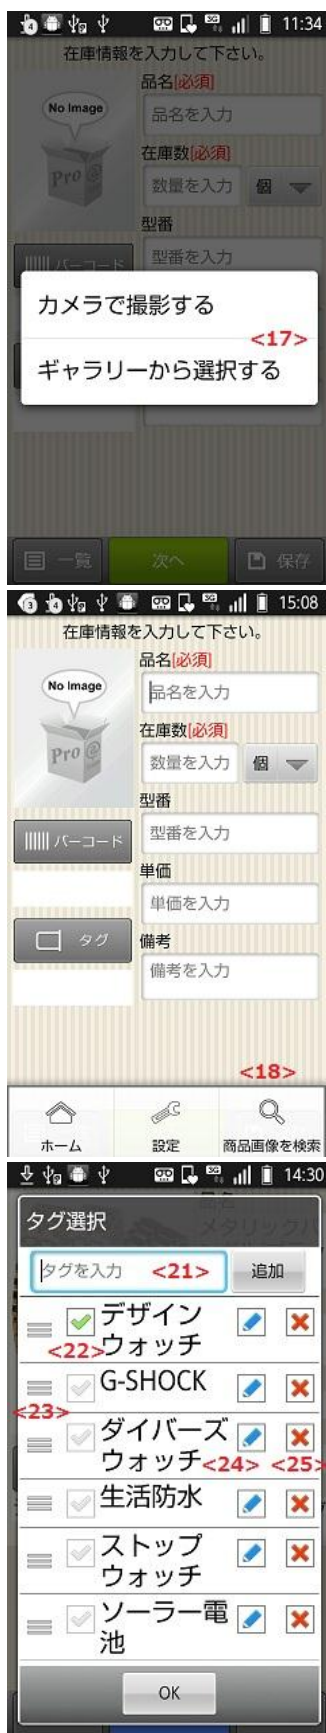 11:34
在庫情報を入力して下さい。
品名[必須]
No Image
品名を入力
在庫数[必須]
Pro@
数量を入力 個
型番
バーコード 型番を入力
カメラで撮影する
<17>
ギャラリーから選択する
一覧 次へ 保存
15:08
在庫情報を入力して下さい。
品名[必須]
No Image
品名を入力
在庫数[必須]
Pro@
数量を入力 個
型番
バーコード 型番を入力
単価
単価を入力
タグ 備考
備考を入力
<18>
ホーム 設定 商品画像を検索
14:30
タグ選択
タグを入力 <21> 追加
デザイン
<22> ウォッチ
G-SHOCK
<23>
ダイバーズ
ウォッチ <24> <25>
生活防水
ストップ
ウォッチ
ソーラー電
池
OK